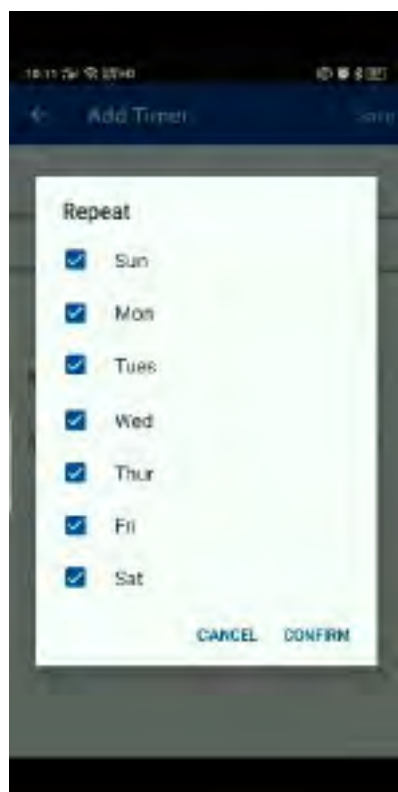 Add Timer
Repeat
Sun
Mon
Tues
Wed
Thur
Fri
Sat
CANCEL CONFIRM